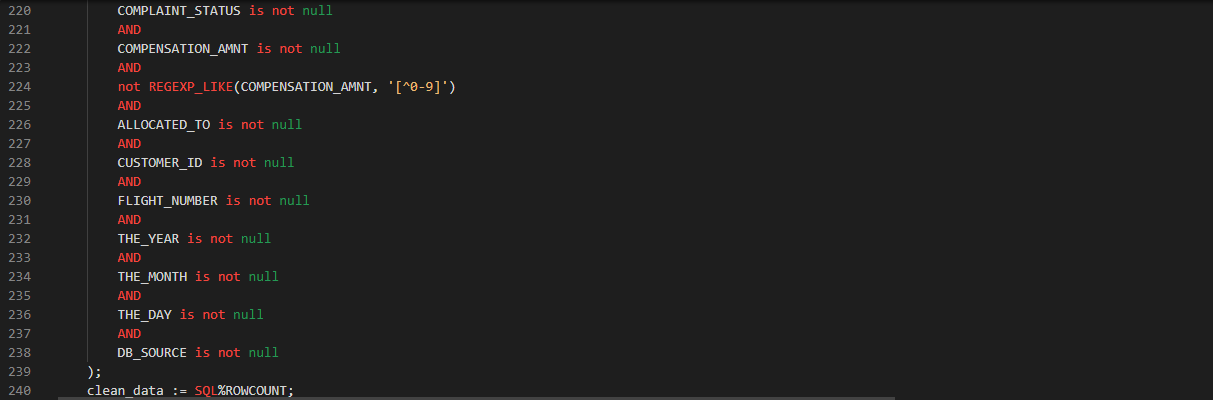 220 COMPLAINT_STATUS is not null
221 AND
222 COMPENSATION_AMNT is not null
223 AND
224 not REGEXP_LIKE(COMPENSATION_AMNT, '[^0-9]')
225 AND
226 ALLOCATED_TO is not null
227 AND
228 CUSTOMER_ID is not null
229 AND
230 FLIGHT_NUMBER is not null
231 AND
232 THE_YEAR is not null
233 AND
234 THE_MONTH is not null
235 AND
236 THE_DAY is not null
237 AND
238 DB_SOURCE is not null
239 );
240 clean_data := SQL%ROWCOUNT;